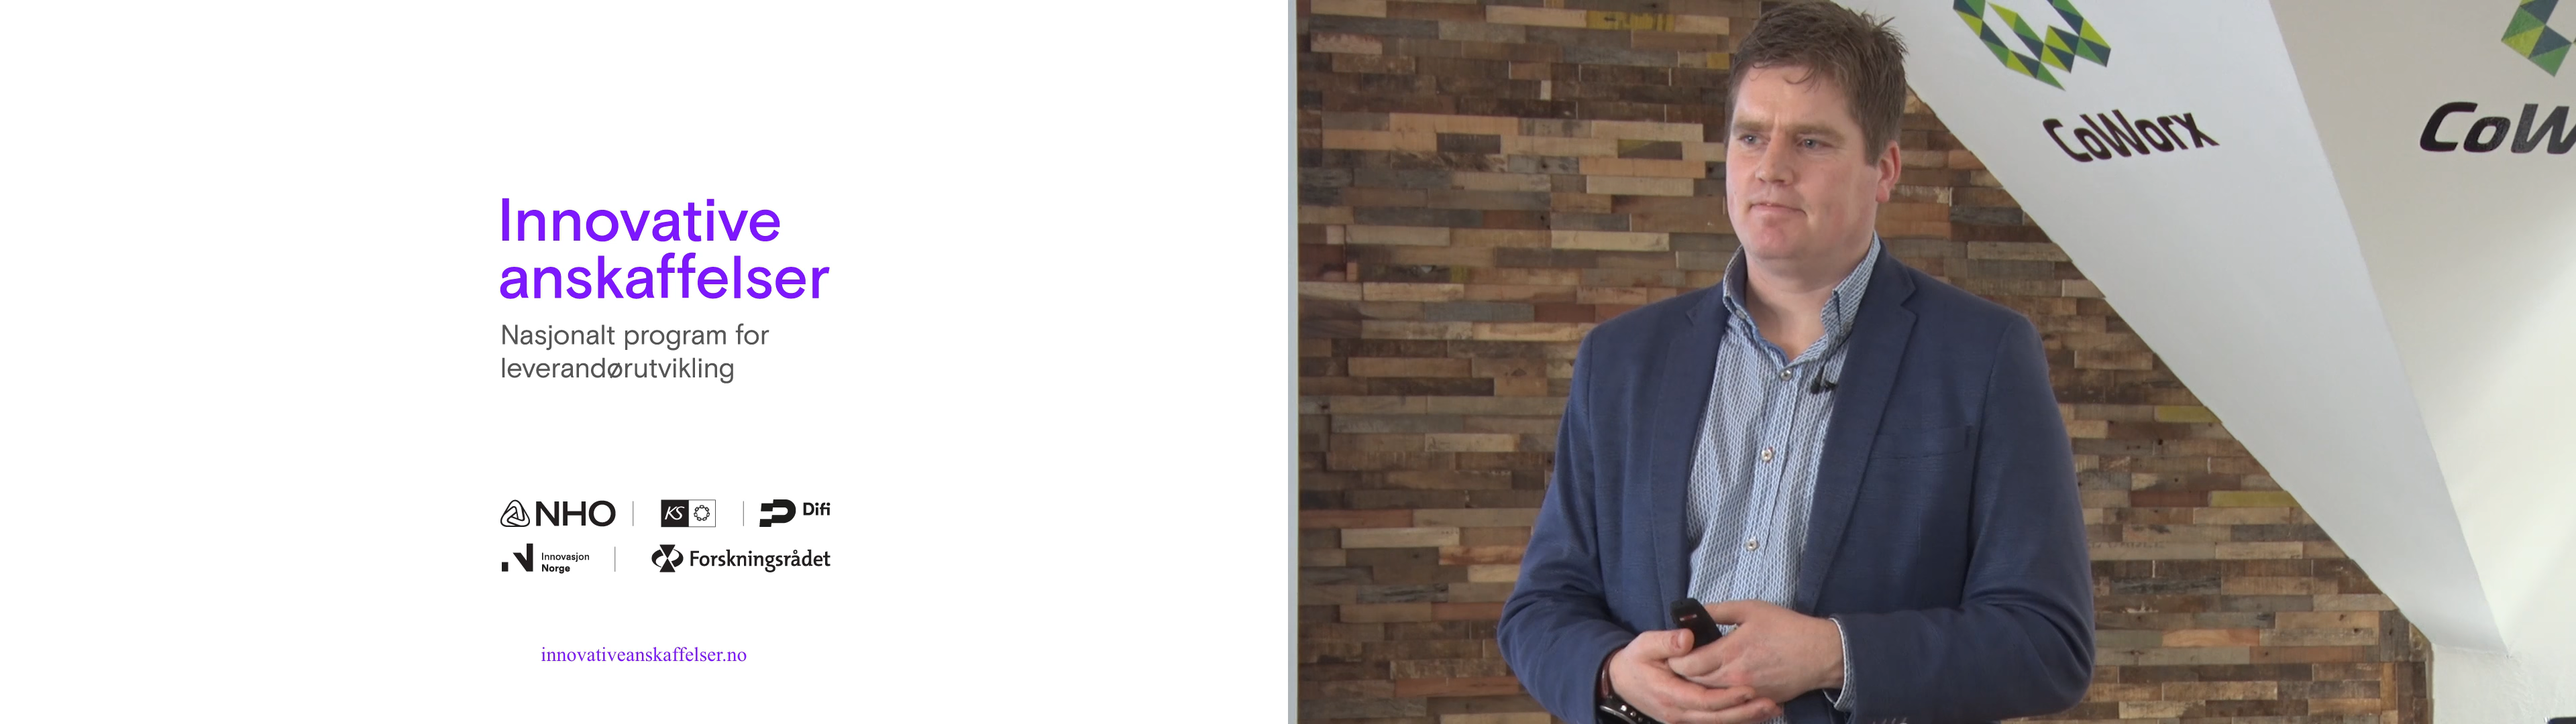 Innovative
anskaffelser
Nasjonalt program for
leverandørutvikling
NHO
KS
Difi
Innovasjon
Norge
Forskningsrådet
innovativeanskaffelser.no
CoWorx
CoW